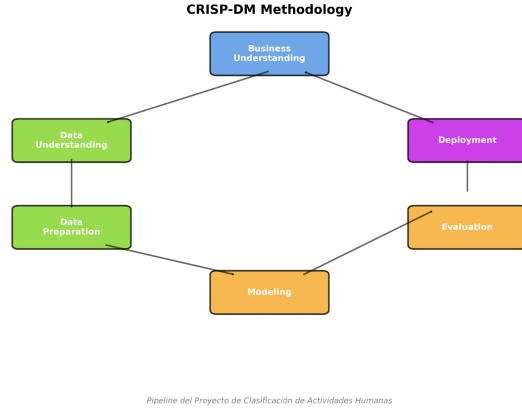 CRISP-DM Methodology
Business
Understanding
Data
Understanding
Deployment
Data
Preparation
Evaluation
Modeling
Pipeline del Proyecto de Clasificación de Actividades Humanas